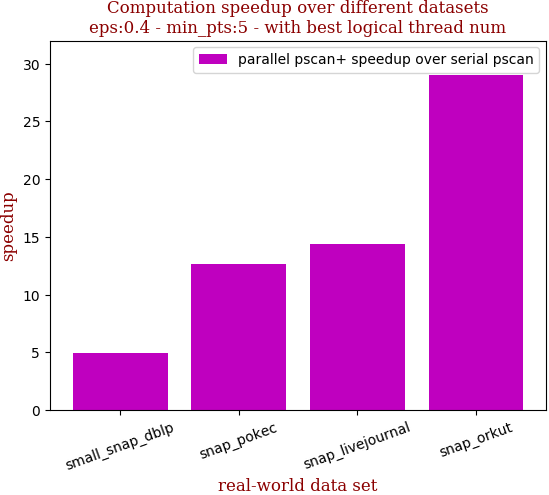 Computation speedup over different datasets
eps:0.4 - min_pts:5 - with best logical thread num
parallel pscan+ speedup over serial pscan
speedup
30
25
20
15
10
5
0
small_snap_dblp
snap_pokec
snap_livejournal
snap_orkut
real-world data set